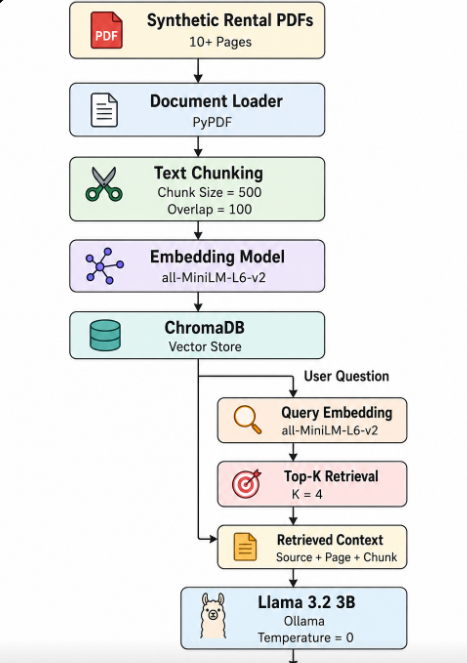 PDF
Synthetic Rental PDFs
10+ Pages
Document Loader
PyPDF
Text Chunking
Chunk Size = 500
Overlap = 100
Embedding Model
all-MiniLM-L6-v2
ChromaDB
Vector Store
User Question
Query Embedding
all-MiniLM-L6-v2
Top-K Retrieval
K = 4
Retrieved Context
Source + Page + Chunk
Llama 3.2 3B
Ollama
Temperature = 0